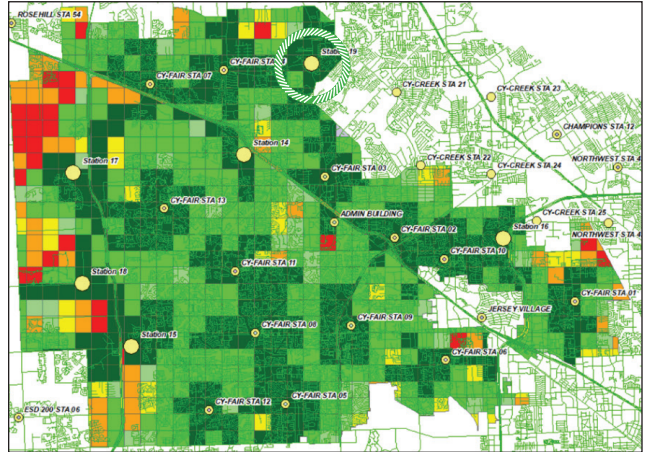 ROSEHILL STA 54
Station 19
CY-FAIR STA 07
CY-CREEK STA 21
CY-CREEK STA 23
CHAMPIONS STA 12
Station 14
CY-CREEK STA 22
NORTHWEST STA 4
Station 17
CY-FAIR STA 03
CY-CREEK STA 24
CY-FAIR STA 13
ADMIN BUILDING
CY-CREEK STA 25
CY-FAIR STA 02
Station 16
NORTHWEST STA 4
CY-FAIR STA 10
CY-FAIR STA 11
Station 18
CY-FAIR STA 01
JERSEY VILLAGE
CY-FAIR STA 08
CY-FAIR STA 09
Station 15
CY-FAIR STA 06
CY-FAIR STA 12
CY-FAIR STA 05
ESD 200 STA 06